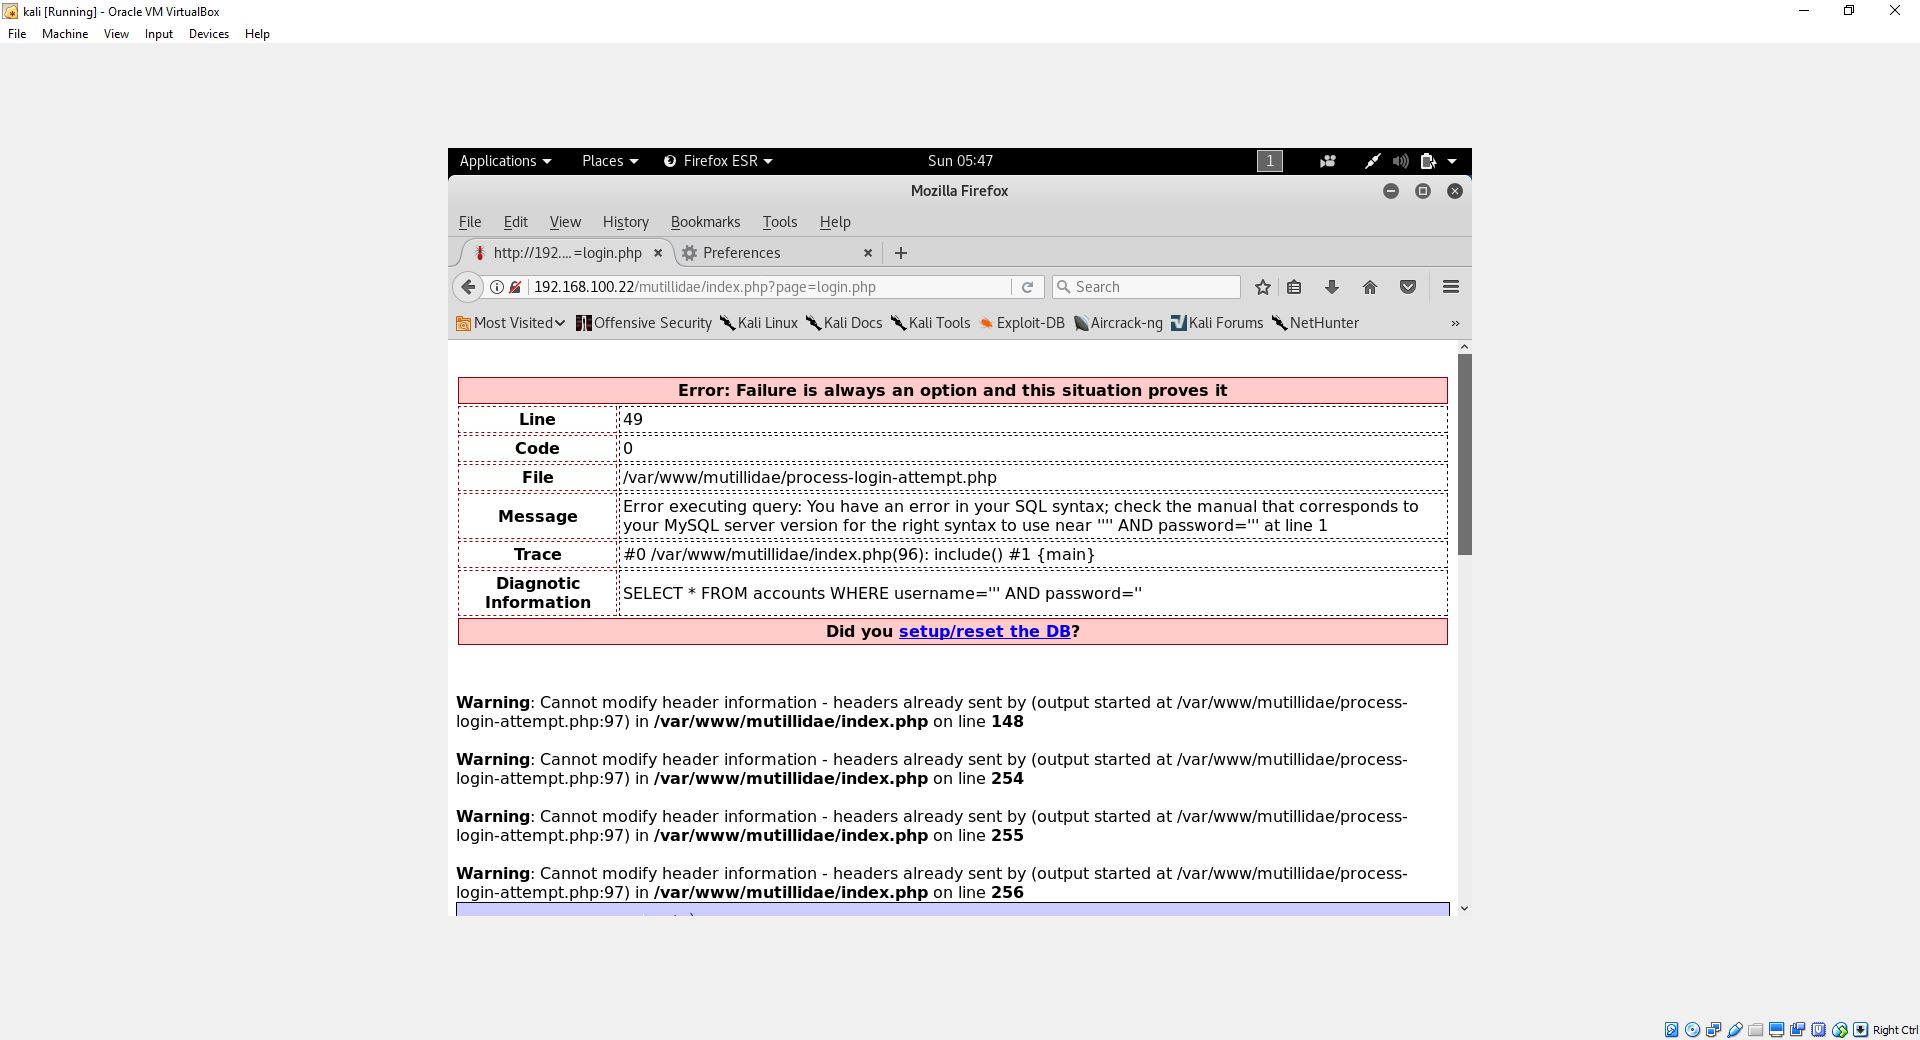 kali [Running] - Oracle VM VirtualBox
File Machine View Input Devices Help
Applications Places Firefox ESR Sun 05:47 1
Mozilla Firefox
File Edit View History Bookmarks Tools Help
http://192.…=login.php Preferences
192.168.100.22/mutillidae/index.php?page=login.php Search
Most Visited Offensive Security Kali Linux Kali Docs Kali Tools Exploit-DB Aircrack-ng Kali Forums NetHunter »
Error: Failure is always an option and this situation proves it
Line 49
Code 0
File /var/www/mutillidae/process-login-attempt.php
Message Error executing query: You have an error in your SQL syntax; check the manual that corresponds to
your MySQL server version for the right syntax to use near '''' AND password=''' at line 1
Trace #0 /var/www/mutillidae/index.php(96): include() #1 {main}
Diagnotic
Information SELECT * FROM accounts WHERE username=''' AND password=''
Did you setup/reset the DB?
Warning: Cannot modify header information - headers already sent by (output started at /var/www/mutillidae/process-
login-attempt.php:97) in /var/www/mutillidae/index.php on line 148
Warning: Cannot modify header information - headers already sent by (output started at /var/www/mutillidae/process-
login-attempt.php:97) in /var/www/mutillidae/index.php on line 254
Warning: Cannot modify header information - headers already sent by (output started at /var/www/mutillidae/process-
login-attempt.php:97) in /var/www/mutillidae/index.php on line 255
Warning: Cannot modify header information - headers already sent by (output started at /var/www/mutillidae/process-
login-attempt.php:97) in /var/www/mutillidae/index.php on line 256
Right Ctrl